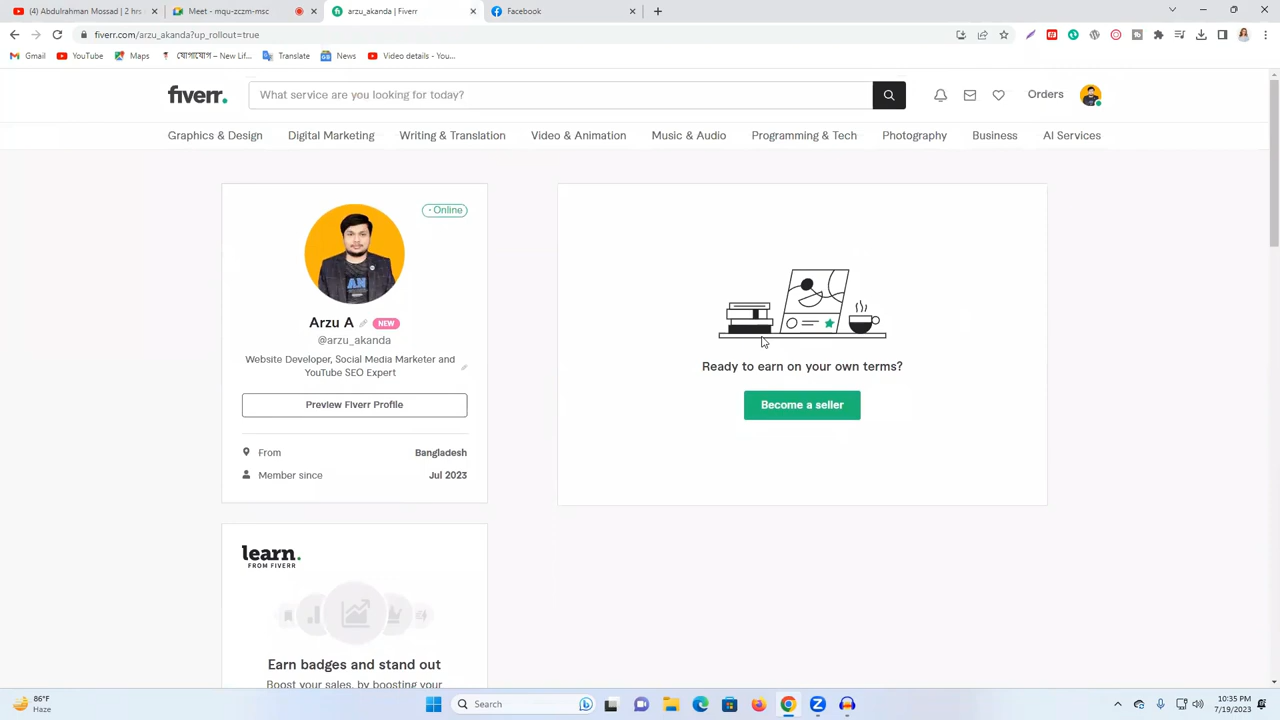 (4) Abdulrahman Mossad | 2 hrs
Meet - mqu-zczm-msc
arzu_akanda | Fiverr
Facebook
fiverr.com/arzu_akanda?up_rollout=true
Gmail
YouTube
Maps
যোগাযোগ – New Lif...
Translate
News
Video details - You...
fiverr.
What service are you looking for today?
Orders
Graphics & Design
Digital Marketing
Writing & Translation
Video & Animation
Music & Audio
Programming & Tech
Photography
Business
AI Services
• Online
Arzu A NEW
@arzu_akanda
Website Developer, Social Media Marketer and
YouTube SEO Expert
Preview Fiverr Profile
From Bangladesh
Member since Jul 2023
Ready to earn on your own terms?
Become a seller
learn.
FROM FIVERR
Earn badges and stand out
Boost your sales, by boosting your
86°F
Haze
Search
10:35 PM
7/19/2023